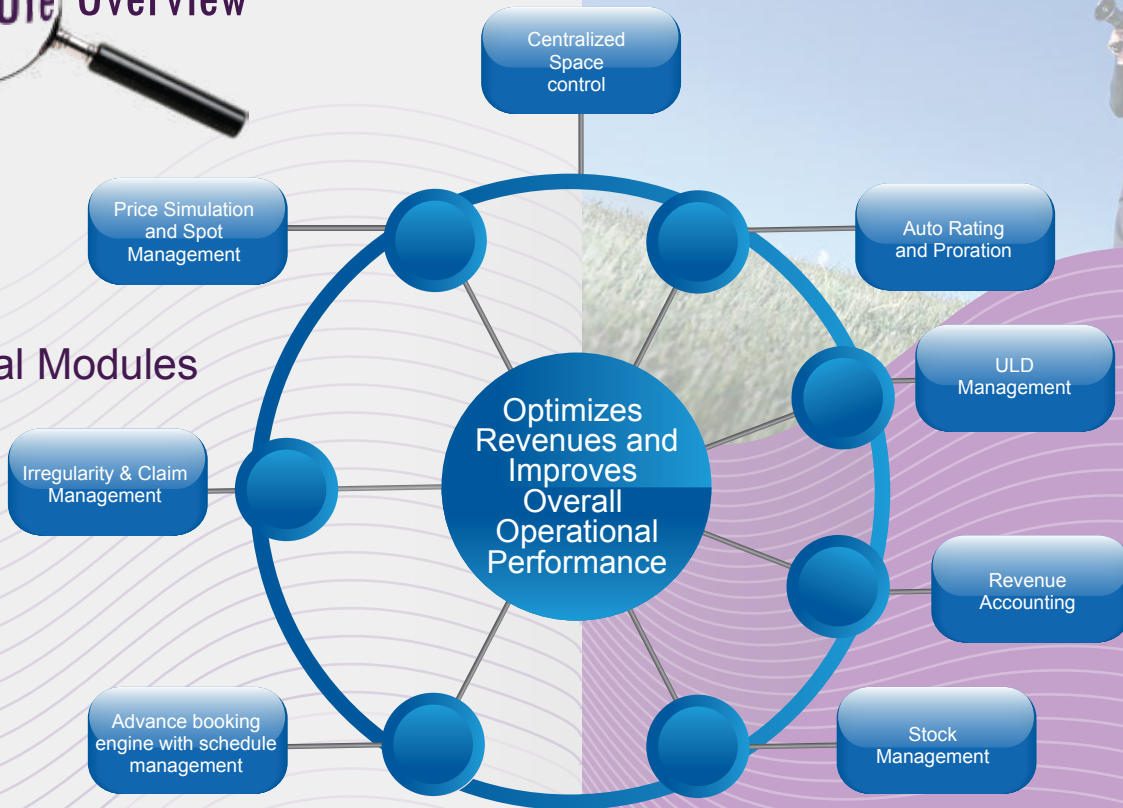 Overview
Centralized
Space
control
Price Simulation
and Spot
Management
Auto Rating
and Proration
al Modules
ULD
Management
Optimizes
Revenues and
Improves
Overall
Operational
Performance
Irregularity & Claim
Management
Revenue
Accounting
Advance booking
engine with schedule
management
Stock
Management